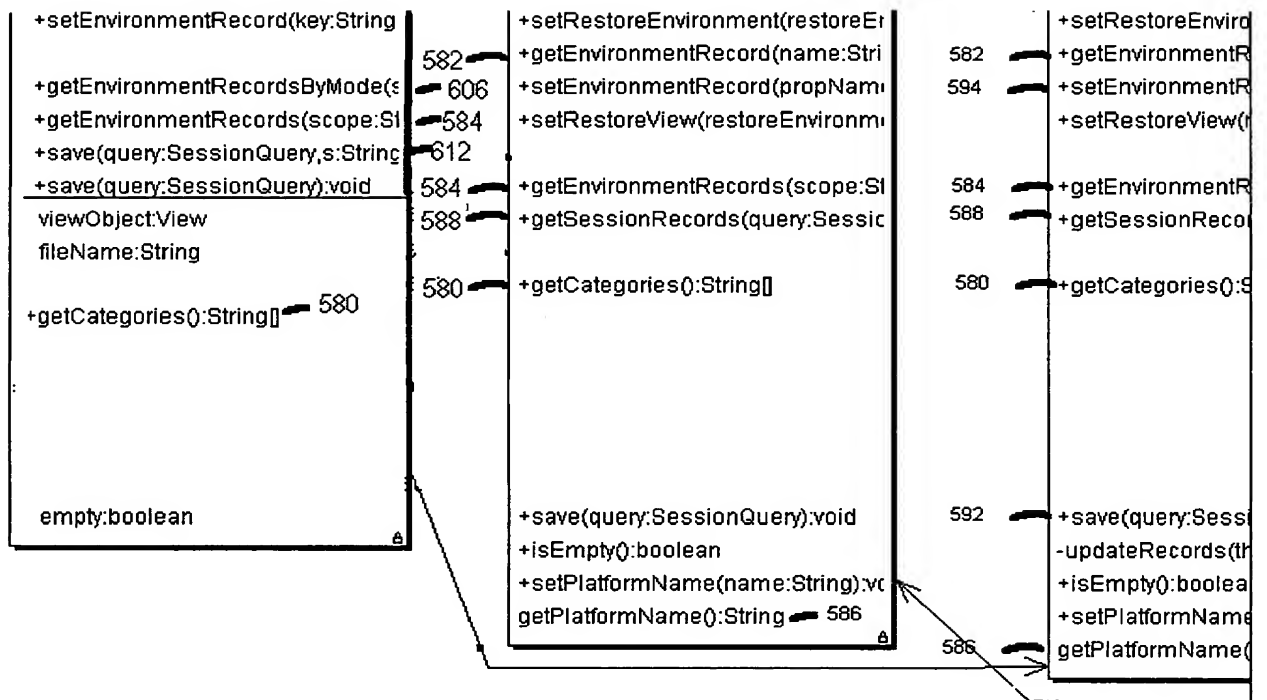 +setEnvironmentRecord(key:String
+getEnvironmentRecordsByMode(s
606
+getEnvironmentRecords(scope:St
584
+save(query:SessionQuery,s:String
612
+save(query:SessionQuery):void
viewObject:View
fileName:String
+getCategories():String[]
580
empty:boolean
+setRestoreEnvironment(restoreEn
582
+getEnvironmentRecord(name:Stri
+setEnvironmentRecord(propNam
+setRestoreView(restoreEnvironm
584
+getEnvironmentRecords(scope:St
588
+getSessionRecords(query:Sessic
580
+getCategories():String[]
+save(query:SessionQuery):void
+isEmpty():boolean
+setPlatformName(name:String):vo
getPlatformName():String
586
+setRestoreEnviro
582
+getEnvironmentR
594
+setEnvironmentR
+setRestoreView(r
584
+getEnvironmentR
588
+getSessionRecor
580
+getCategories():S
592
+save(query:Sessi
-updateRecords(th
+isEmpty():boolea
+setPlatformName
586
getPlatformName(